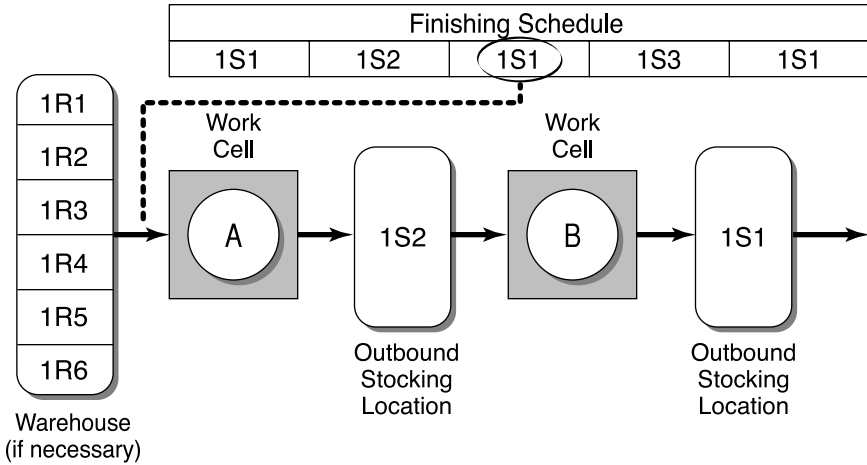 Finishing Schedule
1S1 1S2 1S1 1S3 1S1
1R1
1R2
1R3
1R4
1R5
1R6
Warehouse
(if necessary)
Work
Cell
A
1S2
Outbound
Stocking
Location
Work
Cell
B
1S1
Outbound
Stocking
Location